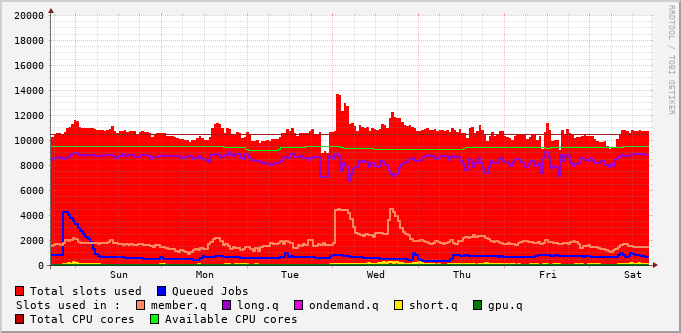 20000
18000
16000
14000
12000
10000
8000
6000
4000
2000
0
Sun Mon Tue Wed Thu Fri Sat
RRDTOOL / TOBI OETIKER
Total slots used Queued Jobs
Slots used in : member.q long.q ondemand.q short.q gpu.q
Total CPU cores Available CPU cores